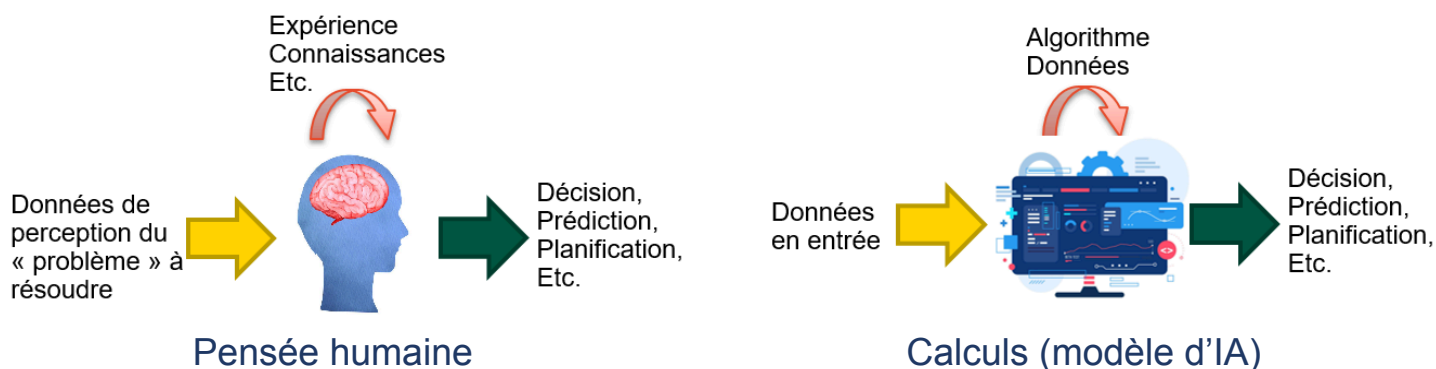 Expérience
Connaissances
Etc.
Données de
perception du
« problème » à
résoudre
Décision,
Prédiction,
Planification,
Etc.
Pensée humaine
Algorithme
Données
Données
en entrée
Décision,
Prédiction,
Planification,
Etc.
Calculs (modèle d’IA)